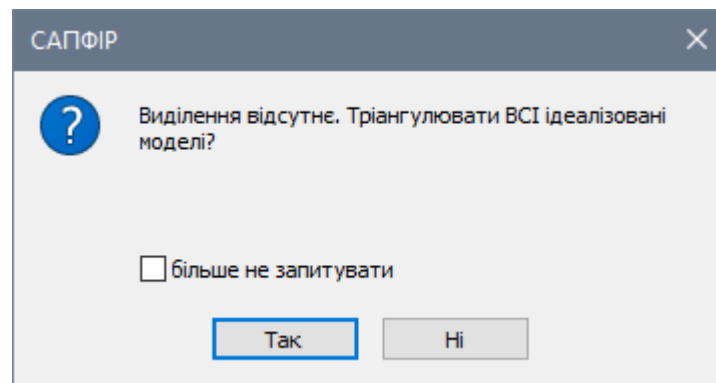 САПФІР
Виділення відсутнє. Тріангулювати ВСІ ідеалізовані
моделі?
більше не запитувати
Так
Ні